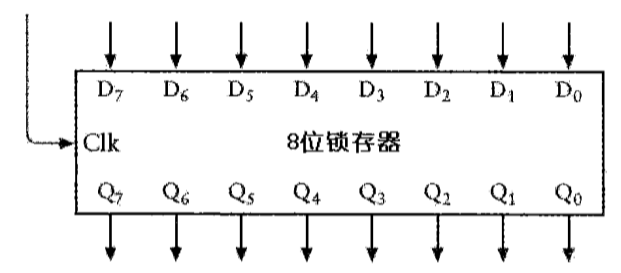 D₇ D₆ D₅ D₄ D₃ D₂ D₁ D₀
Clk 8位锁存器
Q₇ Q₆ Q₅ Q₄ Q₃ Q₂ Q₁ Q₀